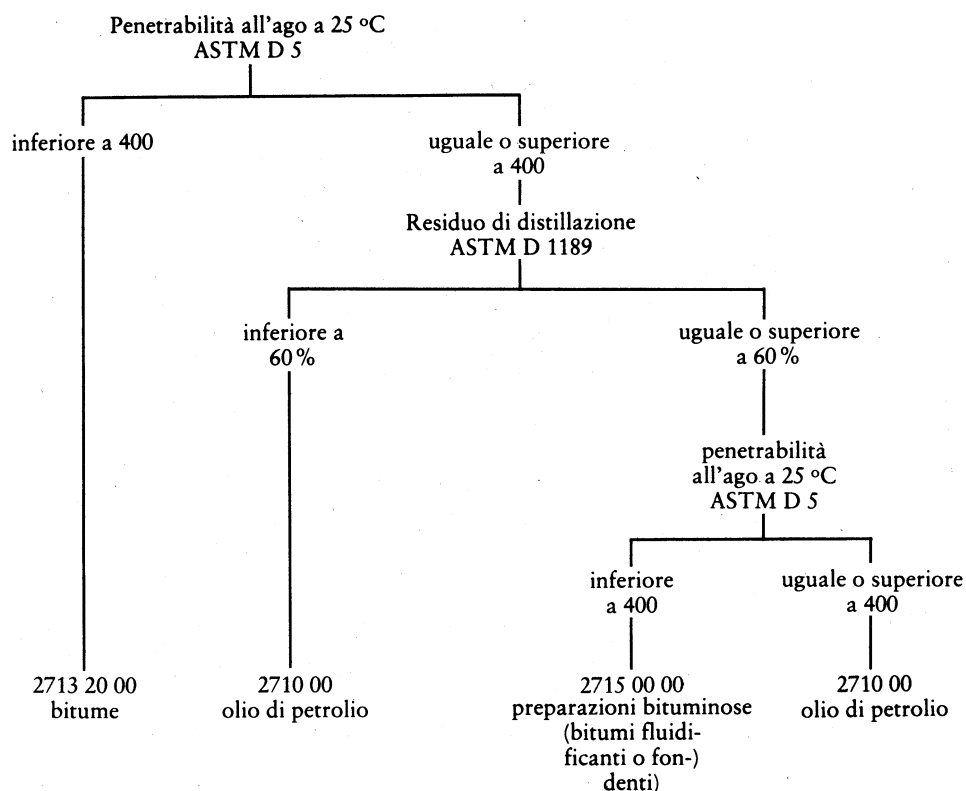 Penetrabilità all'ago a 25 ºC
ASTM D 5
inferiore a 400
uguale o superiore
a 400
Residuo di distillazione
ASTM D 1189
inferiore a
60 %
uguale o superiore
a 60 %
penetrabilità
all'ago a 25 ºC
ASTM D 5
inferiore
a 400
uguale o superiore
a 400
2713 20 00
bitume
2710 00
olio di petrolio
2715 00 00
preparazioni bituminose
(bitumi fluidi-
ficanti o fon-)
denti)
2710 00
olio di petrolio